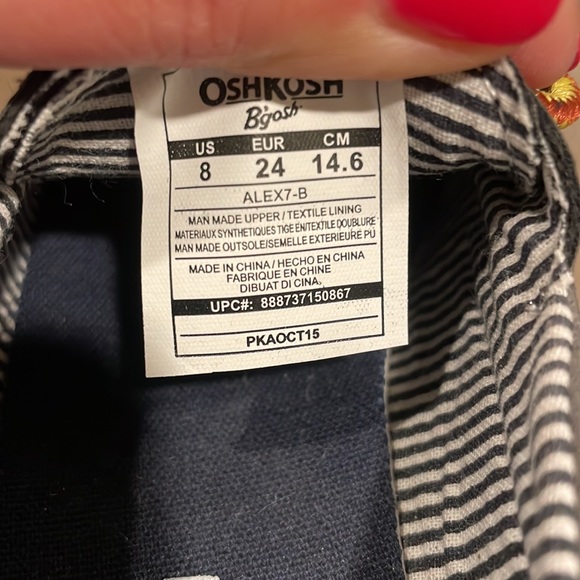 OSHKOSH
B'gosh
US EUR CM
8 24 14.6
ALEX7-B
MAN MADE UPPER / TEXTILE LINING
MATERIAUX SYNTHETIQUES TIGE EN/TEXTILE DOUBLURE
MAN MADE OUTSOLE/SEMELLE EXTERIEURE PU
MADE IN CHINA / HECHO EN CHINA
FABRIQUE EN CHINE
DIBUAT DI CINA.
UPC#: 888737150867
PKAOCT15